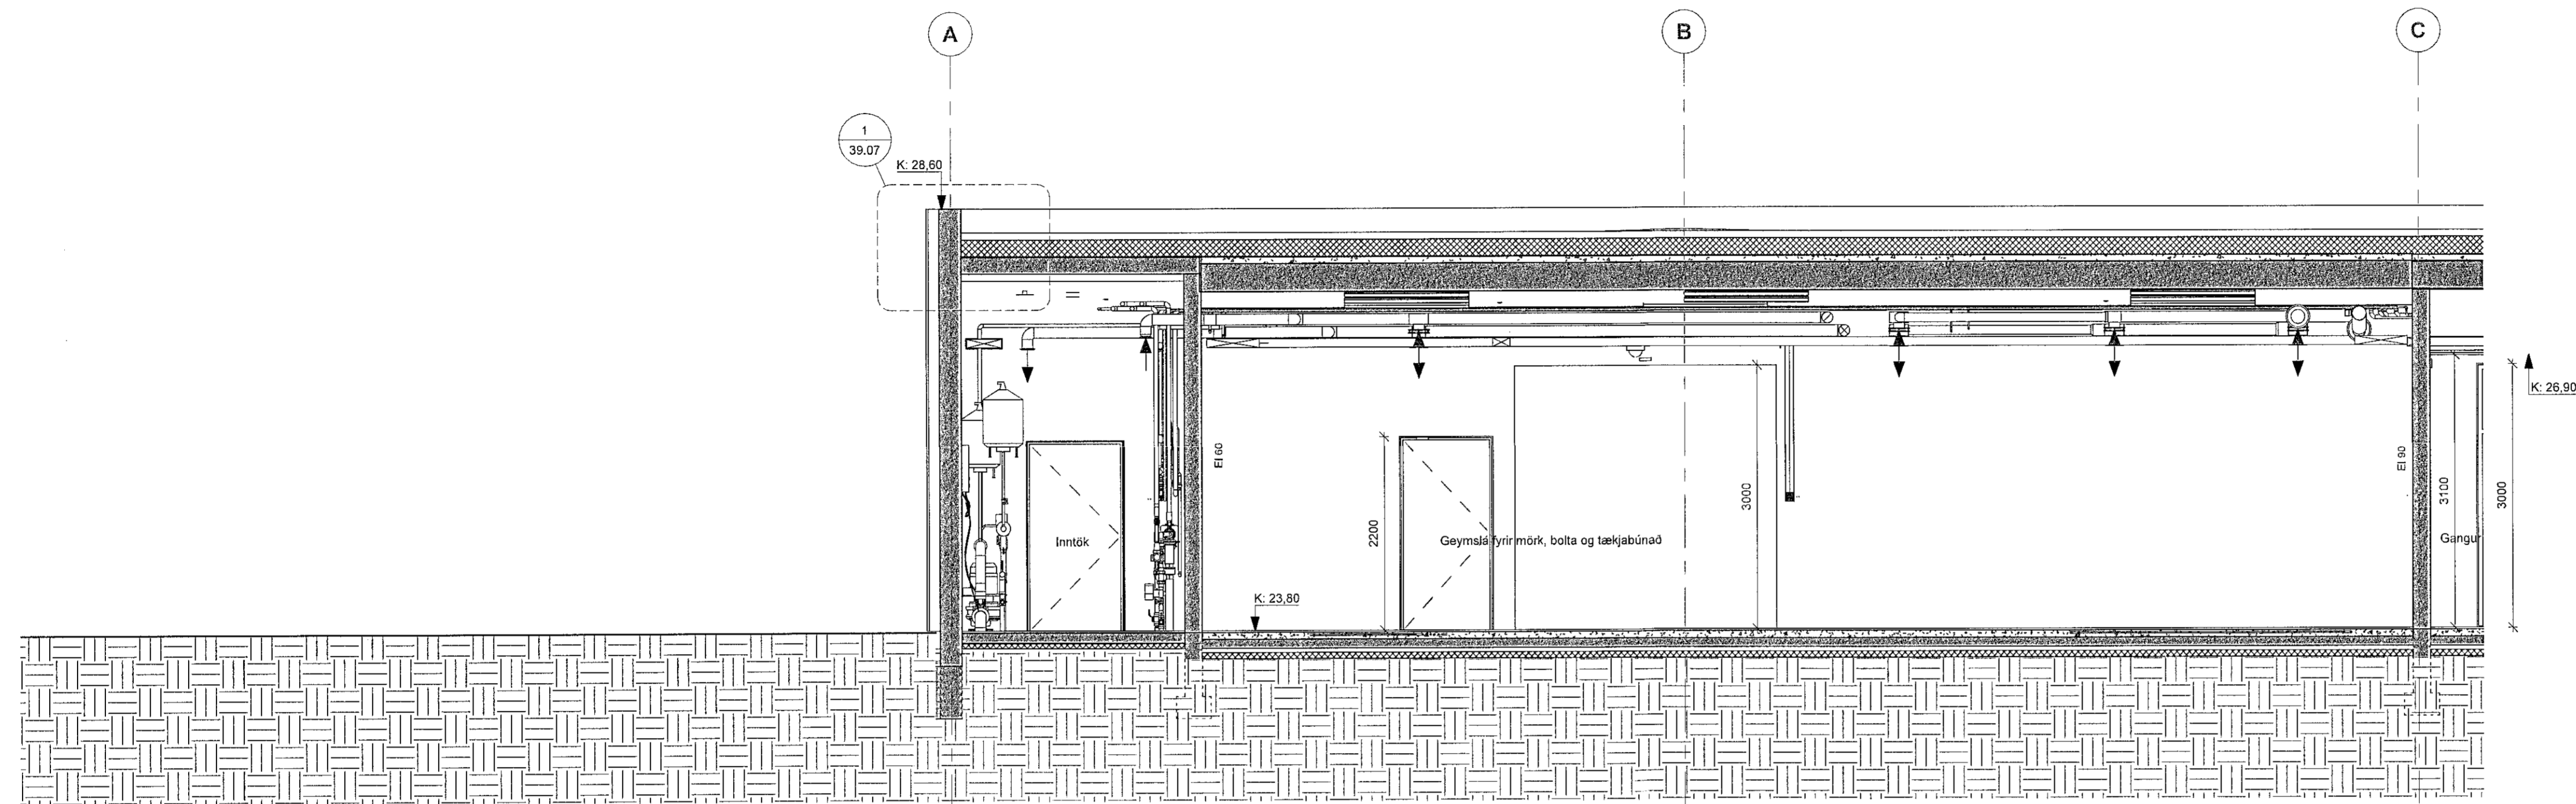 A
B
C
1
39.07
K: 28,60
K: 26,90
EI 60
EI 90
2200
3000
3100
3000
Inntök
Geymsla fyrir mörk, bolta og tækjabúnað
Gangur
K: 23,80